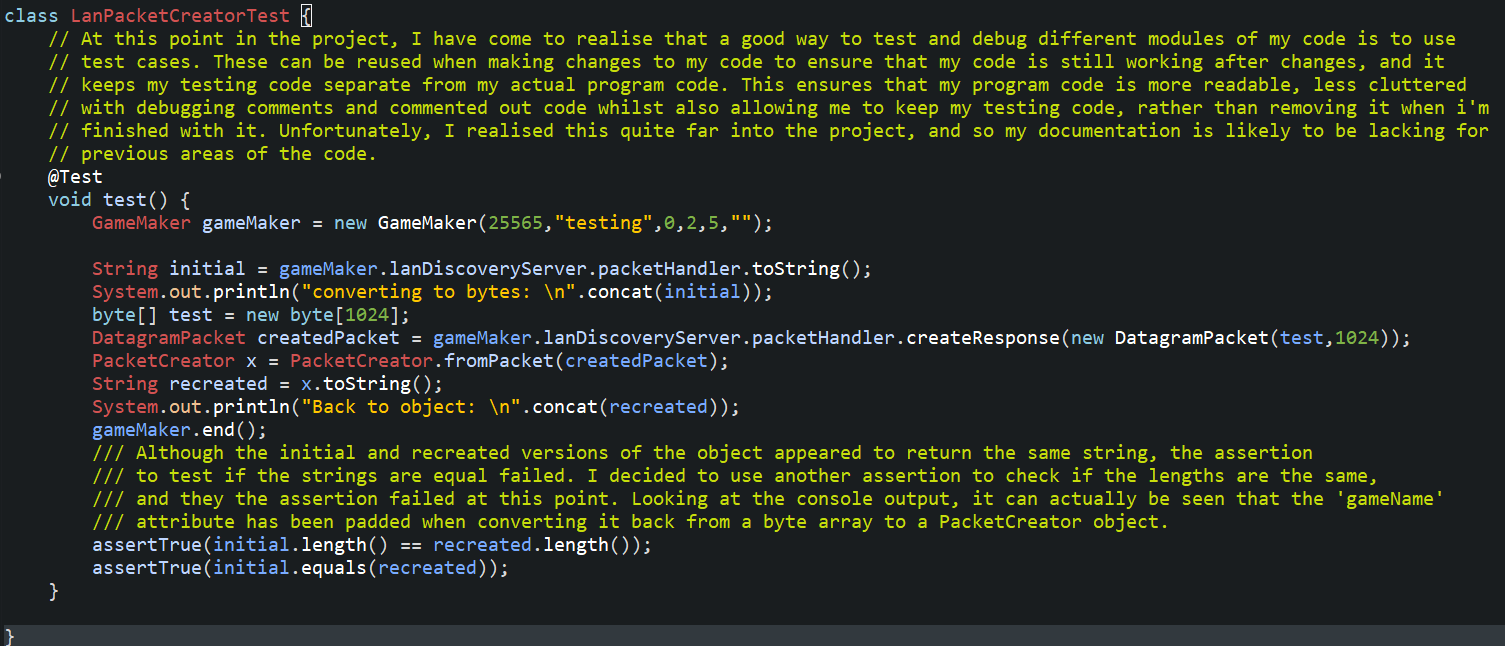 class LanPacketCreatorTest {
    // At this point in the project, I have come to realise that a good way to test and debug different modules of my code is to use
    // test cases. These can be reused when making changes to my code to ensure that my code is still working after changes, and it
    // keeps my testing code separate from my actual program code. This ensures that my program code is more readable, less cluttered
    // with debugging comments and commented out code whilst also allowing me to keep my testing code, rather than removing it when i'm
    // finished with it. Unfortunately, I realised this quite far into the project, and so my documentation is likely to be lacking for
    // previous areas of the code.
    @Test
    void test() {
        GameMaker gameMaker = new GameMaker(25565,"testing",0,2,5,"");
        String initial = gameMaker.lanDiscoveryServer.packetHandler.toString();
        System.out.println("converting to bytes: \n".concat(initial));
        byte[] test = new byte[1024];
        DatagramPacket createdPacket = gameMaker.lanDiscoveryServer.packetHandler.createResponse(new DatagramPacket(test,1024));
        PacketCreator x = PacketCreator.fromPacket(createdPacket);
        String recreated = x.toString();
        System.out.println("Back to object: \n".concat(recreated));
        gameMaker.end();
        /// Although the initial and recreated versions of the object appeared to return the same string, the assertion
        /// to test if the strings are equal failed. I decided to use another assertion to check if the lengths are the same,
        /// and they the assertion failed at this point. Looking at the console output, it can actually be seen that the 'gameName'
        /// attribute has been padded when converting it back from a byte array to a PacketCreator object.
        assertTrue(initial.length() == recreated.length());
        assertTrue(initial.equals(recreated));
    }
}